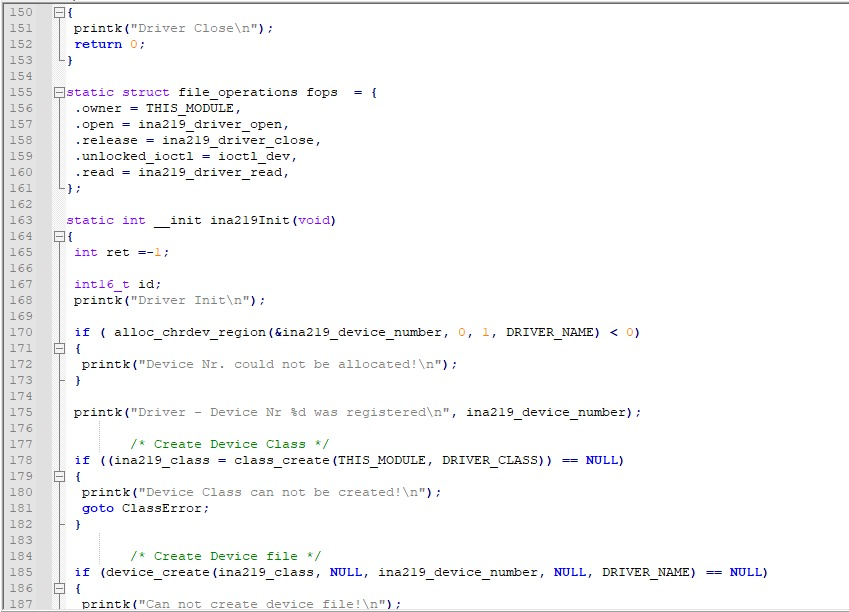 150 {
151 printk("Driver Close\n");
152 return 0;
153 }
154
155 static struct file_operations fops  = {
156 .owner = THIS_MODULE,
157 .open = ina219_driver_open,
158 .release = ina219_driver_close,
159 .unlocked_ioctl = ioctl_dev,
160 .read = ina219_driver_read,
161 };
162
163 static int __init ina219Init(void)
164 {
165 int ret =-1;
166
167 int16_t id;
168 printk("Driver Init\n");
169
170 if ( alloc_chrdev_region(&ina219_device_number, 0, 1, DRIVER_NAME) < 0)
171 {
172 printk("Device Nr. could not be allocated!\n");
173 }
174
175 printk("Driver - Device Nr %d was registered\n", ina219_device_number);
176
177 /* Create Device Class */
178 if ((ina219_class = class_create(THIS_MODULE, DRIVER_CLASS)) == NULL)
179 {
180 printk("Device Class can not be created!\n");
181 goto ClassError;
182 }
183
184 /* Create Device file */
185 if (device_create(ina219_class, NULL, ina219_device_number, NULL, DRIVER_NAME) == NULL)
186 {
187 printk("Can not create device file!\n");